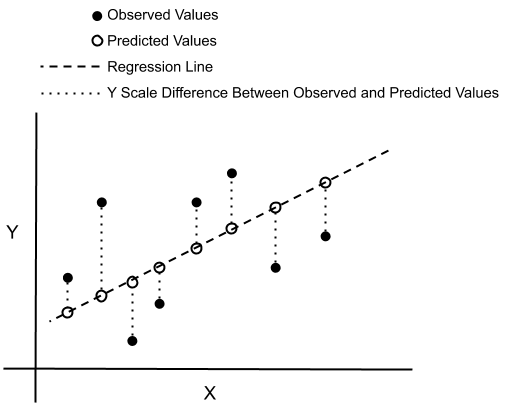 Observed Values
Predicted Values
Regression Line
Y Scale Difference Between Observed and Predicted Values
Y
X